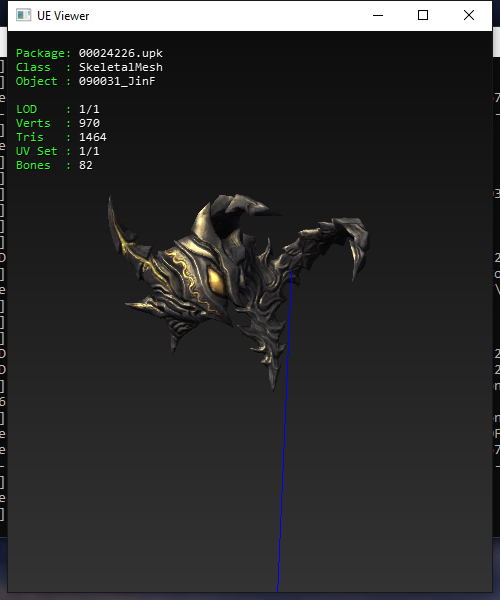 UE Viewer
Package: 00024226.upk
Class : SkeletalMesh
Object : 090031_JinF
LOD : 1/1
Verts : 970
Tris : 1464
UV Set : 1/1
Bones : 82